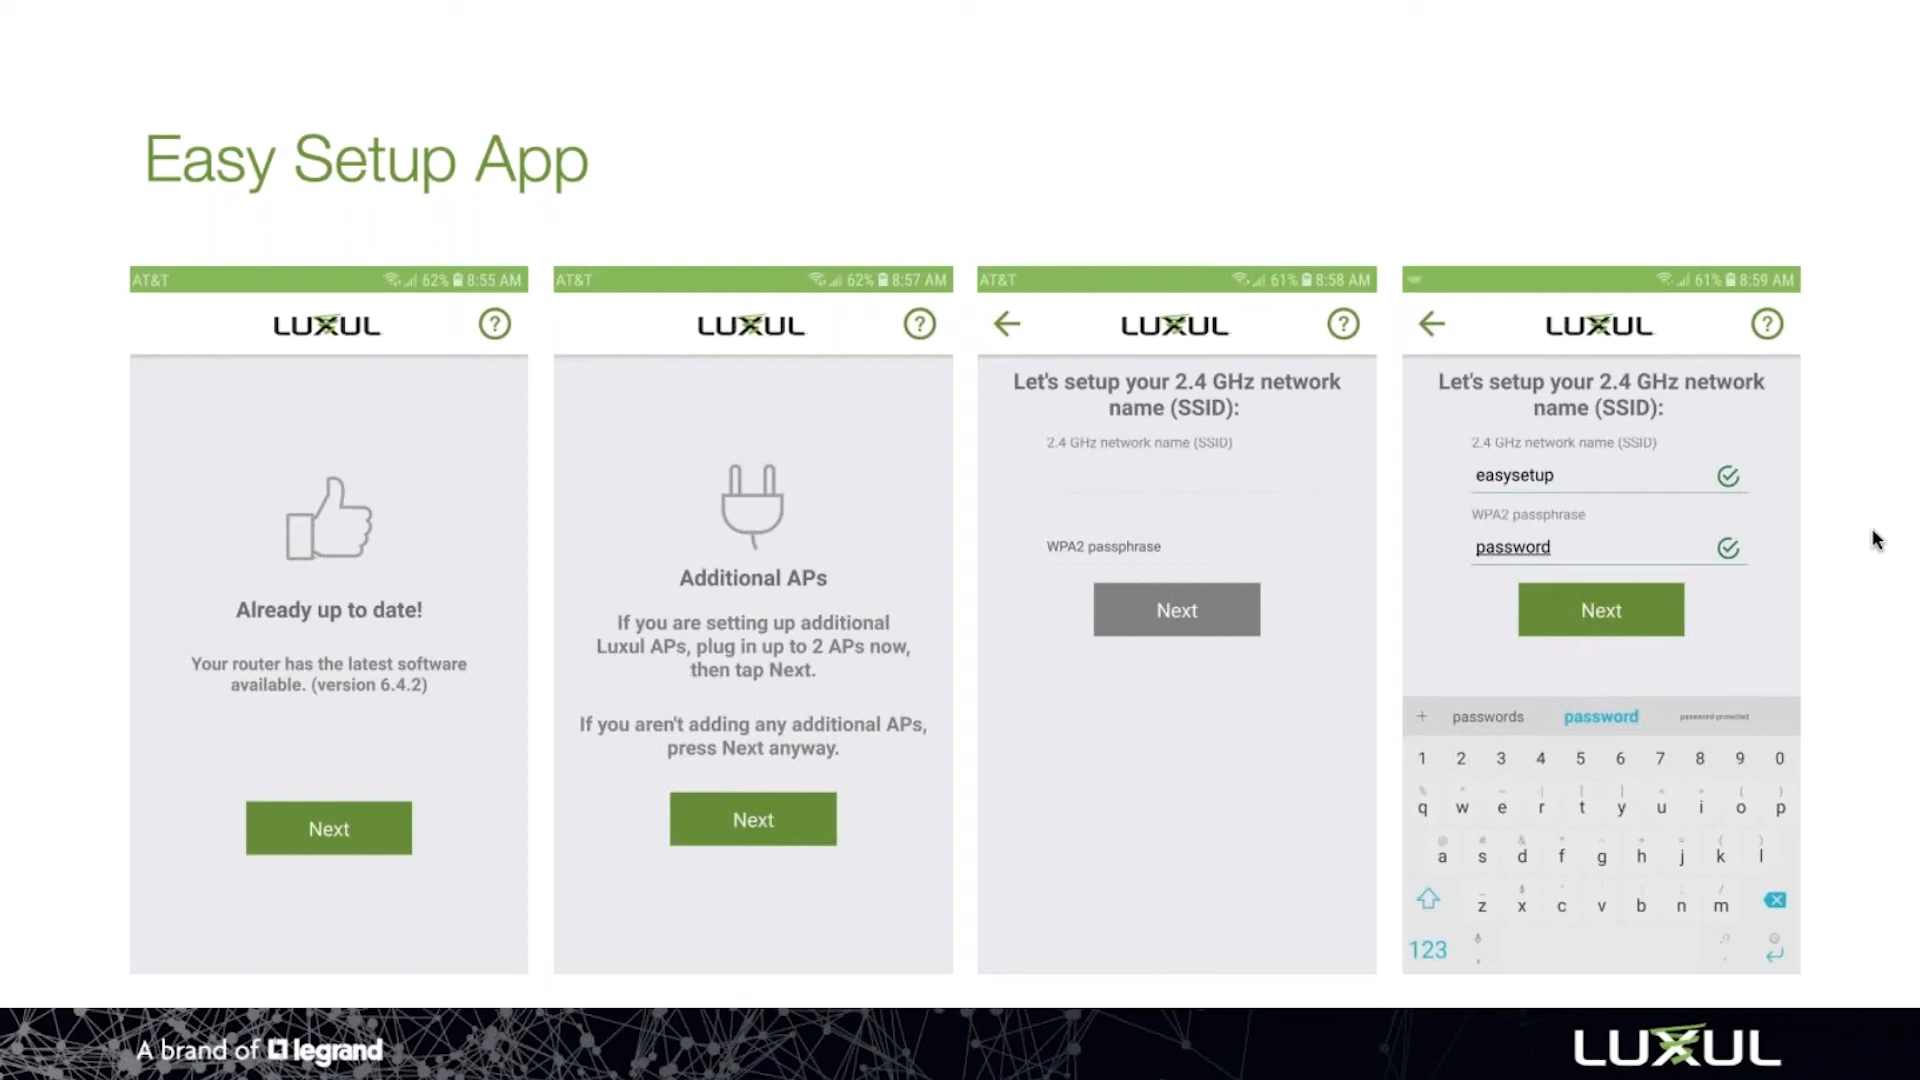 Easy Setup App
AT&T 62% 8:55 AM
LUXUL ?
Already up to date!
Your router has the latest software
available. (version 6.4.2)
Next
AT&T 62% 8:57 AM
LUXUL ?
Additional APs
If you are setting up additional
Luxul APs, plug in up to 2 APs now,
then tap Next.
If you aren't adding any additional APs,
press Next anyway.
Next
AT&T 61% 8:58 AM
LUXUL ?
Let's setup your 2.4 GHz network
name (SSID):
2.4 GHz network name (SSID)
WPA2 passphrase
Next
61% 8:59 AM
LUXUL ?
Let's setup your 2.4 GHz network
name (SSID):
2.4 GHz network name (SSID)
easysetup
WPA2 passphrase
password
Next
+ passwords password password-protected
1 2 3 4 5 6 7 8 9 0
q w e r t y u i o p
a s d f g h j k l
z x c v b n m
123 , .
A brand of legrand
LUXUL